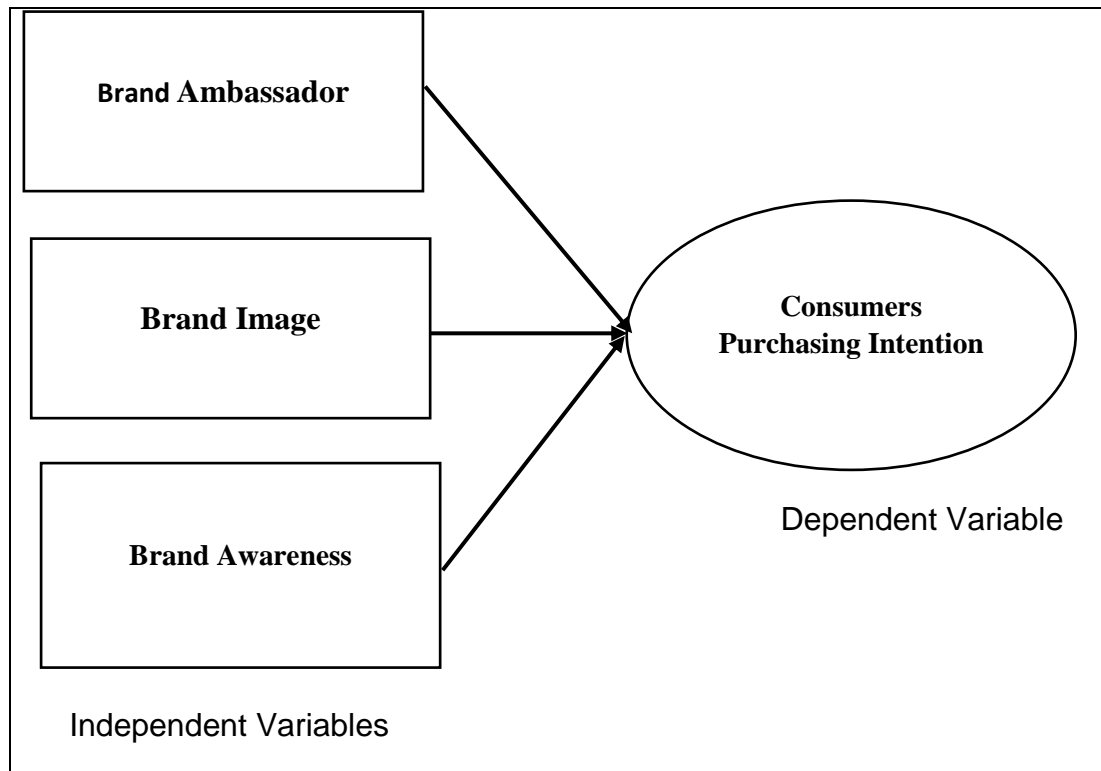 Brand Ambassador
Brand Image
Brand Awareness
Independent Variables
Consumers
Purchasing Intention
Dependent Variable